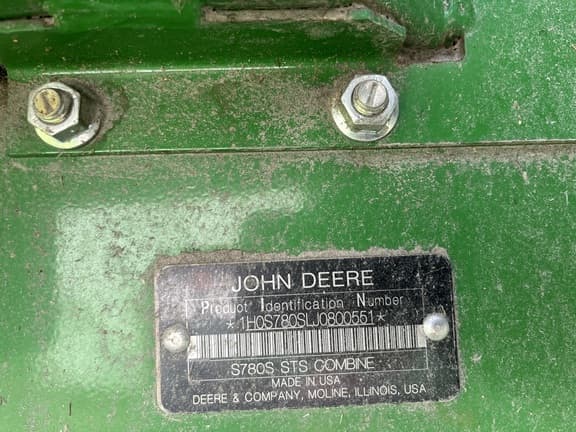 JOHN DEERE
Product Identification Number
*1H0S780SLJ0800551*
S780S STS COMBINE
MADE IN USA
DEERE & COMPANY, MOLINE, ILLINOIS, USA